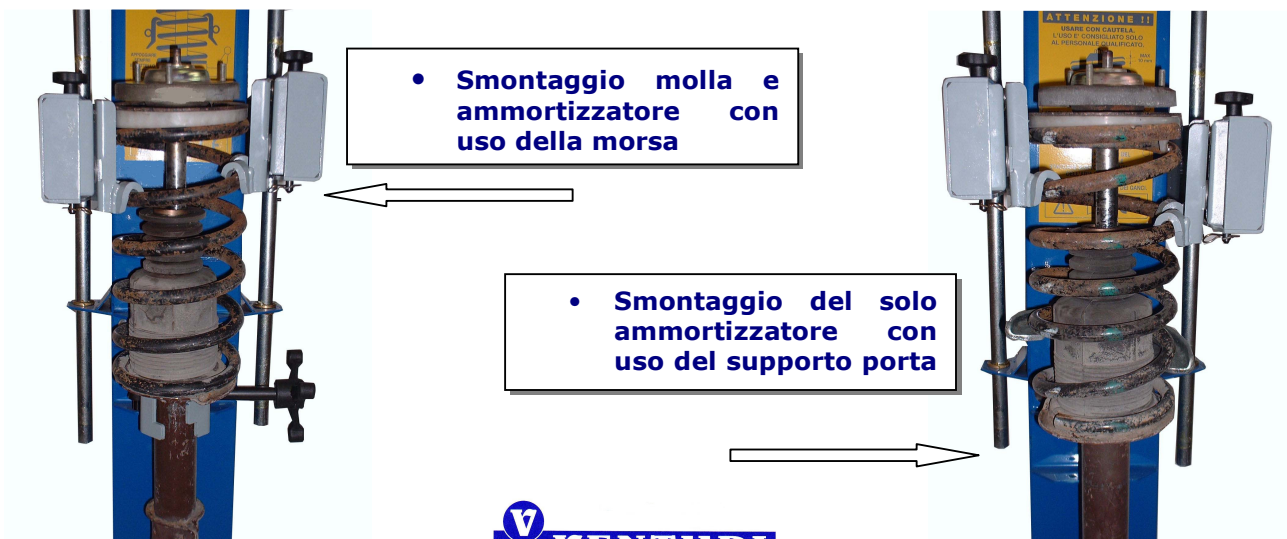 • Smontaggio molla e
ammortizzatore con
uso della morsa
ATTENZIONE !!
USARE CON CAUTELA.
L'USO E' CONSIGLIATO SOLO
AL PERSONALE QUALIFICATO.
MAX
• Smontaggio del solo
ammortizzatore con
uso del supporto porta
V